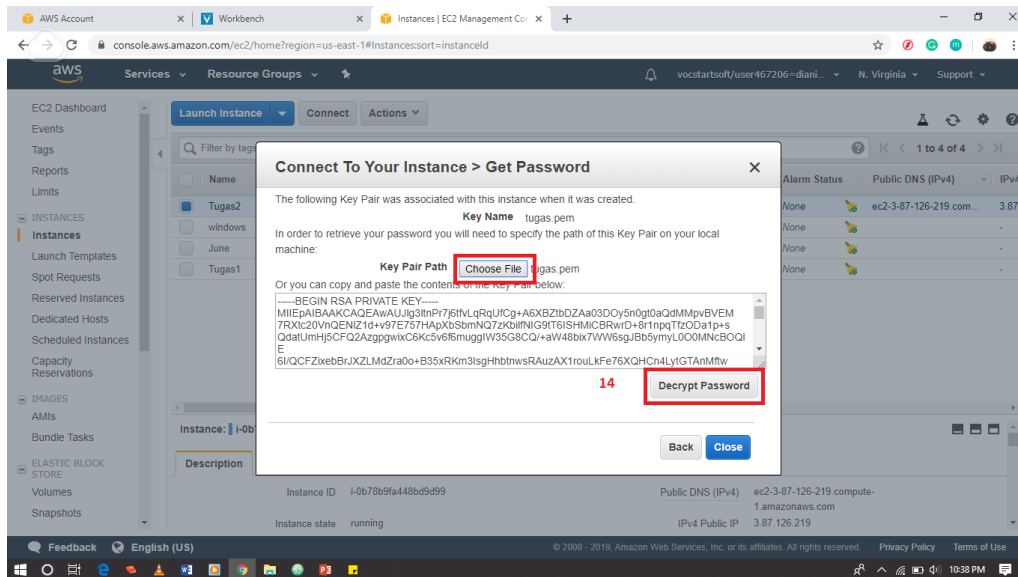 AWS Account
Workbench
Instances | EC2 Management Con
console.aws.amazon.com/ec2/home?region=us-east-1#Instances:sort=instanceId
aws Services Resource Groups vocstartsoft/user467206=diani... N. Virginia Support
EC2 Dashboard
Events
Tags
Reports
Limits
INSTANCES
Instances
Launch Templates
Spot Requests
Reserved Instances
Dedicated Hosts
Scheduled Instances
Capacity
Reservations
IMAGES
AMIs
Bundle Tasks
ELASTIC BLOCK
STORE
Volumes
Snapshots
Launch Instance Connect Actions
Filter by tags
1 to 4 of 4
Name Alarm Status Public DNS (IPv4) IPv4
Tugas2 None ec2-3-87-126-219.com... 3.87
windows None -
June None -
Tugas1 None -
Connect To Your Instance > Get Password
The following Key Pair was associated with this instance when it was created.
Key Name tugas.pem
In order to retrieve your password you will need to specify the path of this Key Pair on your local
machine:
Key Pair Path Choose File tugas.pem
Or you can copy and paste the contents of the Key Pair below:
-----BEGIN RSA PRIVATE KEY-----
14 Decrypt Password
Back Close
Instance: i-0b
Description
Instance ID i-0b78b9fa448bd9d99 Public DNS (IPv4) ec2-3-87-126-219.compute-
1.amazonaws.com
Instance state running IPv4 Public IP 3.87.126.219
Feedback English (US) © 2008 - 2019, Amazon Web Services, Inc. or its affiliates. All rights reserved. Privacy Policy Terms of Use
10:38 PM